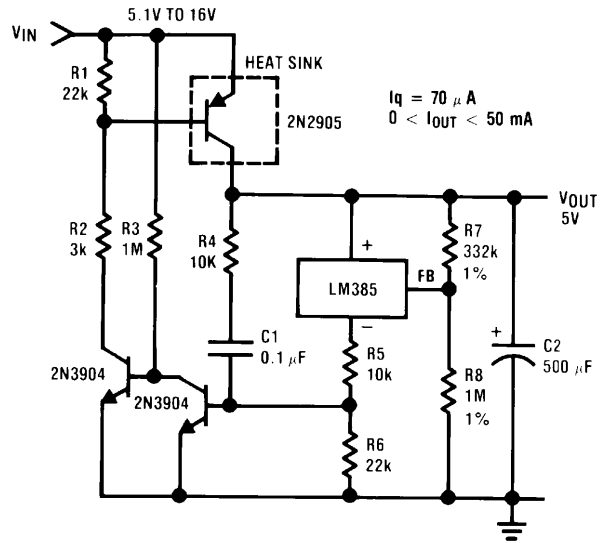 5.1V TO 16V
VIN
R1
22k
HEAT SINK
2N2905
Iq = 70 μA
0 < IOUT < 50 mA
VOUT
5V
R2
3k
R3
1M
R4
10K
+
LM385
−
FB
R7
332k
1%
C1
0.1 μF
R5
10k
+
C2
500 μF
R8
1M
1%
2N3904
2N3904
R6
22k